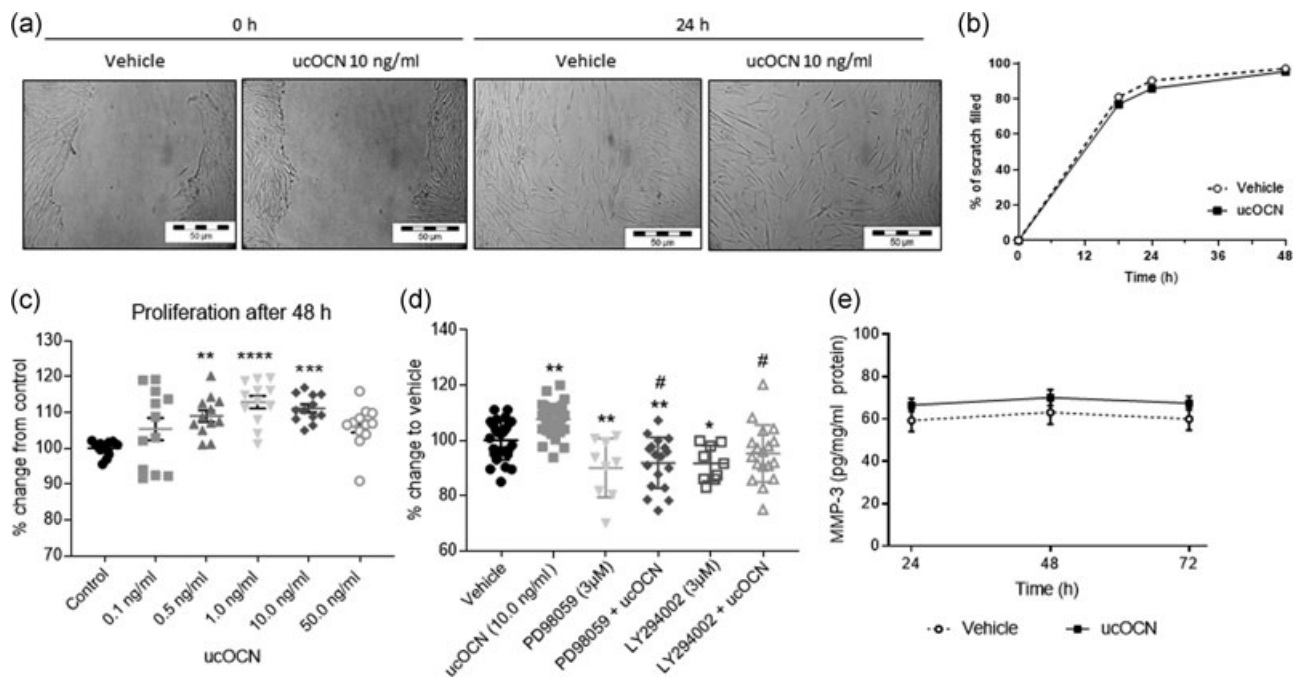 (a)
0 h
24 h
Vehicle
ucOCN 10 ng/ml
Vehicle
ucOCN 10 ng/ml
50 µm
50 µm
50 µm
50 µm
(b)
100
80
60
40
20
0
% of scratch filled
Vehicle
ucOCN
0 12 24 36 48
Time (h)
(c)
Proliferation after 48 h
130
120
110
100
90
80
70
% change from control
** **** ***
Control
0.1 ng/ml
0.5 ng/ml
1.0 ng/ml
10.0 ng/ml
50.0 ng/ml
ucOCN
(d)
140
120
100
80
60
% change to vehicle
**
**
#
**
*
#
Vehicle
ucOCN (10.0 ng/ml)
PD98059 (3µM)
PD98059 + ucOCN
LY294002 (3µM)
LY294002 + ucOCN
(e)
100
80
60
40
20
0
MMP-3 (pg/mg/ml protein)
24 48 72
Time (h)
Vehicle ucOCN